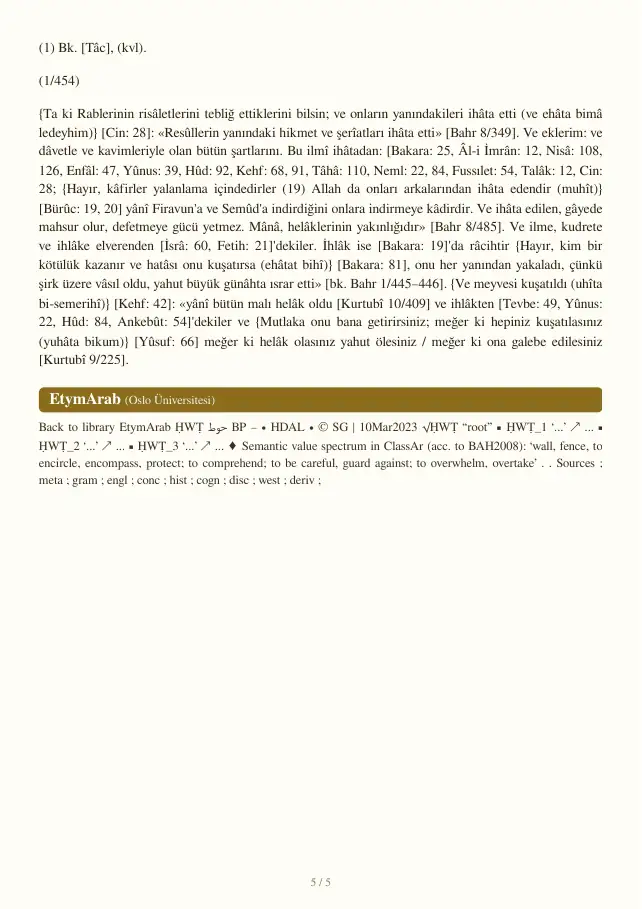 (1) Bk. [Tâc], (kvl).
(1/454)
{Ta ki Rablerinin risâletlerini tebliğ ettiklerini bilsin; ve onların yanındakileri ihâta etti (ve ehâta bimâ
ledeyhim)} [Cin: 28]: «Resûllerin yanındaki hikmet ve şerîatları ihâta etti» [Bahr 8/349]. Ve eklerim: ve
dâvetle ve kavimleriyle olan bütün şartlarını. Bu ilmî ihâtadan: [Bakara: 25, Âl-i İmrân: 12, Nisâ: 108,
126, Enfâl: 47, Yûnus: 39, Hûd: 92, Kehf: 68, 91, Tâhâ: 110, Neml: 22, 84, Fussılet: 54, Talâk: 12, Cin:
28; {Hayır, kâfirler yalanlama içindedirler (19) Allah da onları arkalarından ihâta edendir (muhît)}
[Bürûc: 19, 20] yânî Firavun'a ve Semûd'a indirdiğini onlara indirmeye kâdirdir. Ve ihâta edilen, gâyede
mahsur olur, defetmeye gücü yetmez. Mânâ, helâklerinin yakınlığıdır» [Bahr 8/485]. Ve ilme, kudrete
ve ihlâke elverenden [İsrâ: 60, Fetih: 21]'dekiler. İhlâk ise [Bakara: 19]'da râcihtir {Hayır, kim bir
kötülük kazanır ve hatâsı onu kuşatırsa (ehâtat bihî)} [Bakara: 81], onu her yanından yakaladı, çünkü
şirk üzere vâsıl oldu, yahut büyük günâhta ısrar etti» [bk. Bahr 1/445–446]. {Ve meyvesi kuşatıldı (uhîta
bi-semerihî)} [Kehf: 42]: «yânî bütün malı helâk oldu [Kurtubî 10/409] ve ihlâkten [Tevbe: 49, Yûnus:
22, Hûd: 84, Ankebût: 54]'dekiler ve {Mutlaka onu bana getirirsiniz; meğer ki hepiniz kuşatılasınız
(yuhâta bikum)} [Yûsuf: 66] meğer ki helâk olasınız yahut ölesiniz / meğer ki ona galebe edilesiniz
[Kurtubî 9/225].
EtymArab (Oslo Üniversitesi)
Back to library EtymArab ḤWṬ حوط BP – • HDAL • © SG | 10Mar2023 √ḤWṬ “root” ▪ ḤWṬ_1 ‘...’ ↗ ... ▪
ḤWṬ_2 ‘...’ ↗ ... ▪ ḤWṬ_3 ‘...’ ↗ ... ♦ Semantic value spectrum in ClassAr (acc. to BAH2008): ‘wall, fence, to
encircle, encompass, protect; to comprehend; to be careful, guard against; to overwhelm, overtake’ . . Sources ;
meta ; gram ; engl ; conc ; hist ; cogn ; disc ; west ; deriv ;
5 / 5